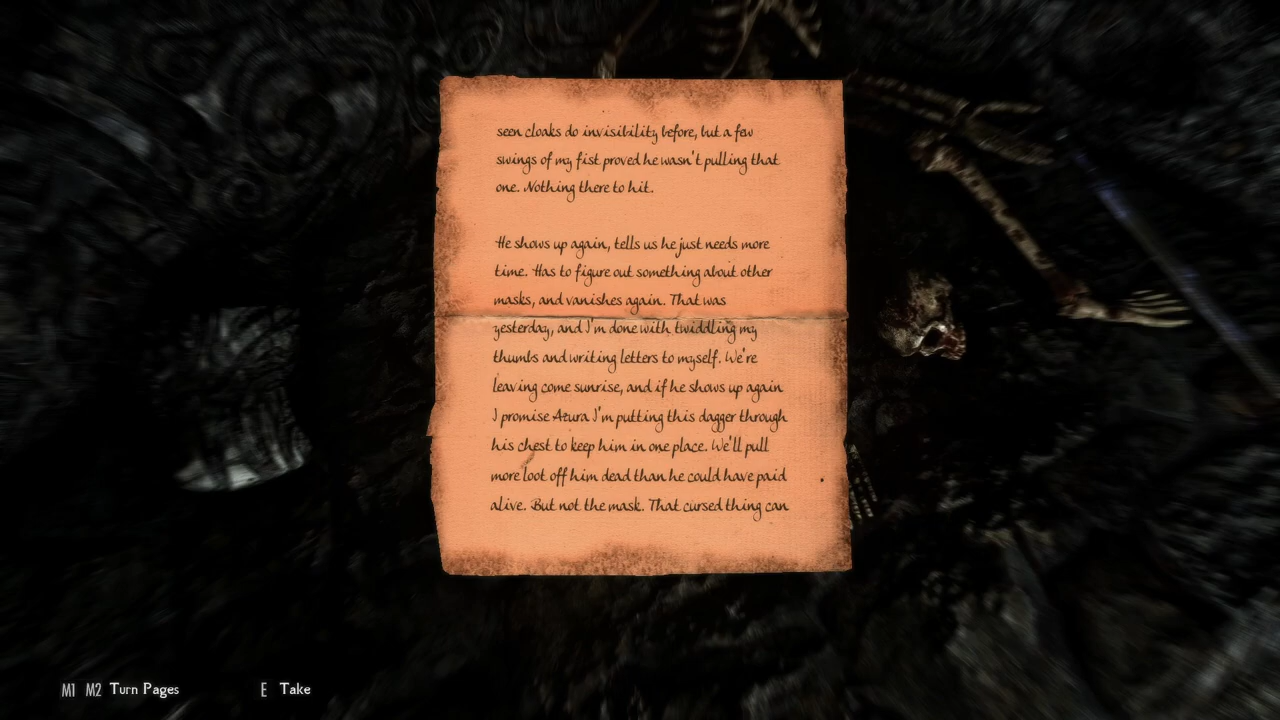 seen cloaks do invisibility before, but a few
swings of my fist proved he wasn't pulling that
one. Nothing there to hit.
He shows up again, tells us he just needs more
time. Has to figure out something about other
masks, and vanishes again. That was
yesterday, and I'm done with twiddling my
thumbs and writing letters to myself. We're
leaving come sunrise, and if he shows up again
I promise Azura I'm putting this dagger through
his chest to keep him in one place. We'll pull
more loot off him dead than he could have paid
alive. But not the mask. That cursed thing can
M1 M2 Turn Pages
E Take